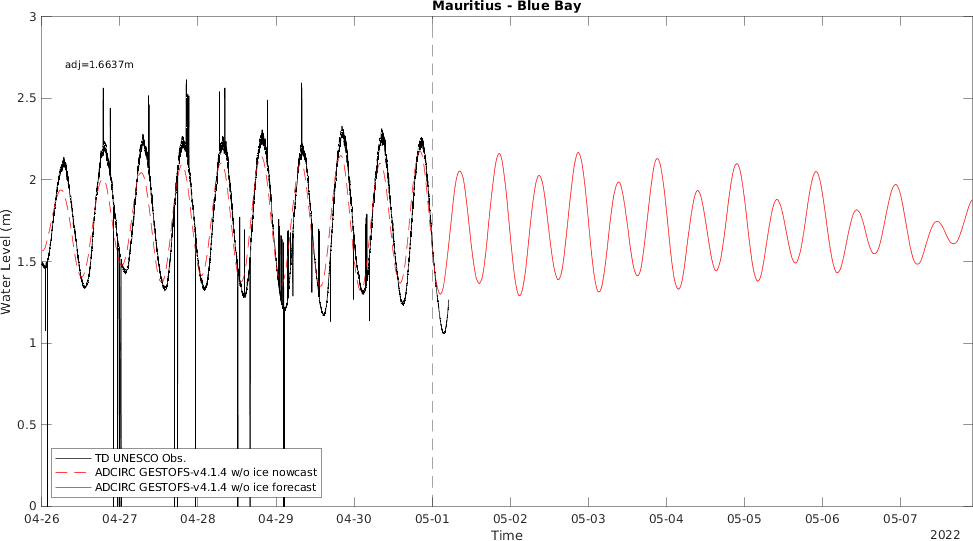 Mauritius - Blue Bay
adj=1.6637m
Water Level (m)
3
2.5
2
1.5
1
0.5
0
TD UNESCO Obs.
ADCIRC GESTOFS-v4.1.4 w/o ice nowcast
ADCIRC GESTOFS-v4.1.4 w/o ice forecast
04-26 04-27 04-28 04-29 04-30 05-01 05-02 05-03 05-04 05-05 05-06 05-07
Time
2022